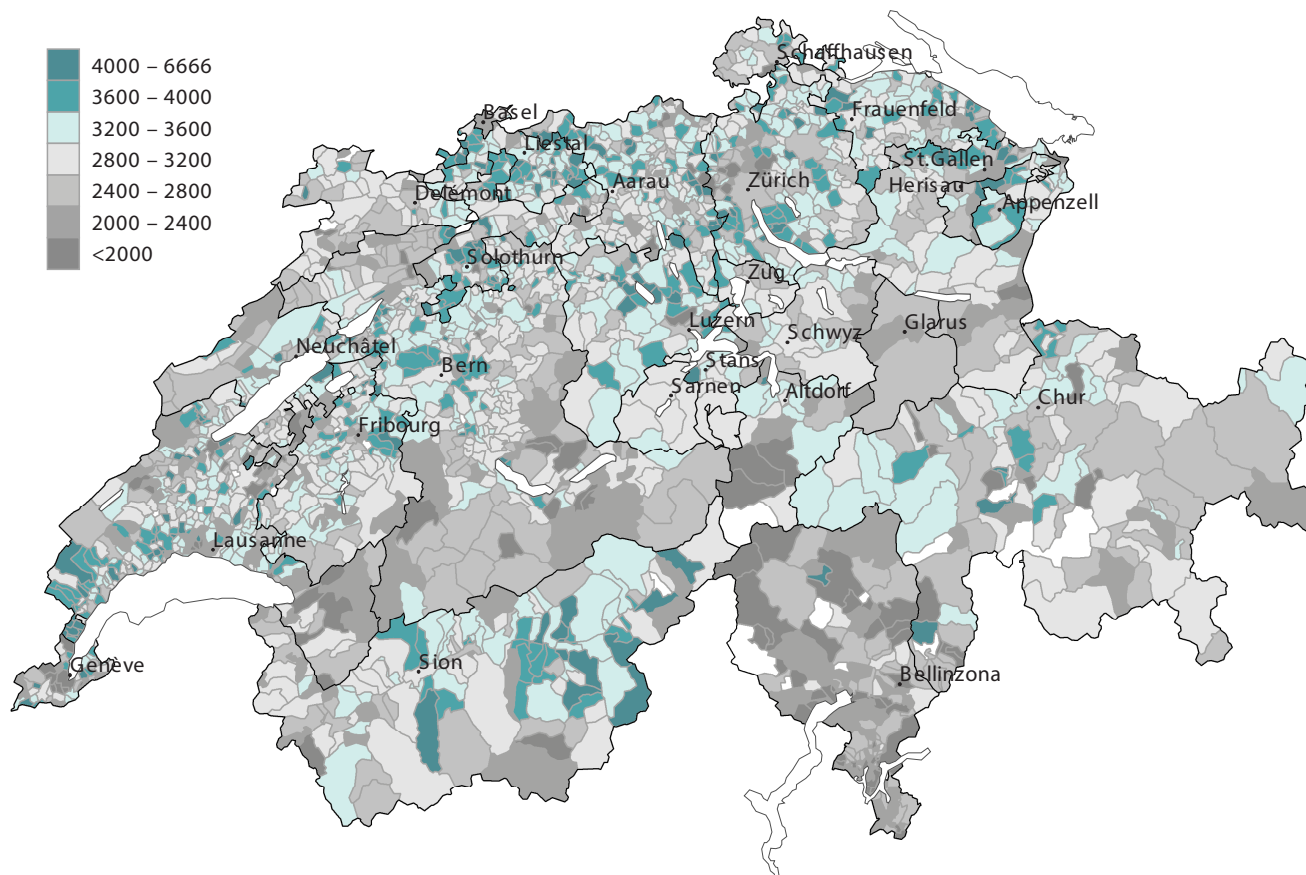 4000 – 6666
3600 – 4000
3200 – 3600
2800 – 3200
2400 – 2800
2000 – 2400
<2000
Schaffhausen
Basel
Frauenfeld
Liestal
St.Gallen
Aarau
Zürich
Herisau
Delémont
Appenzell
Solothurn
Zug
Luzern
Glarus
Schwyz
Neuchâtel
Bern
Stans
Sarnen
Altdorf
Chur
Fribourg
Lausanne
Genève
Sion
Bellinzona